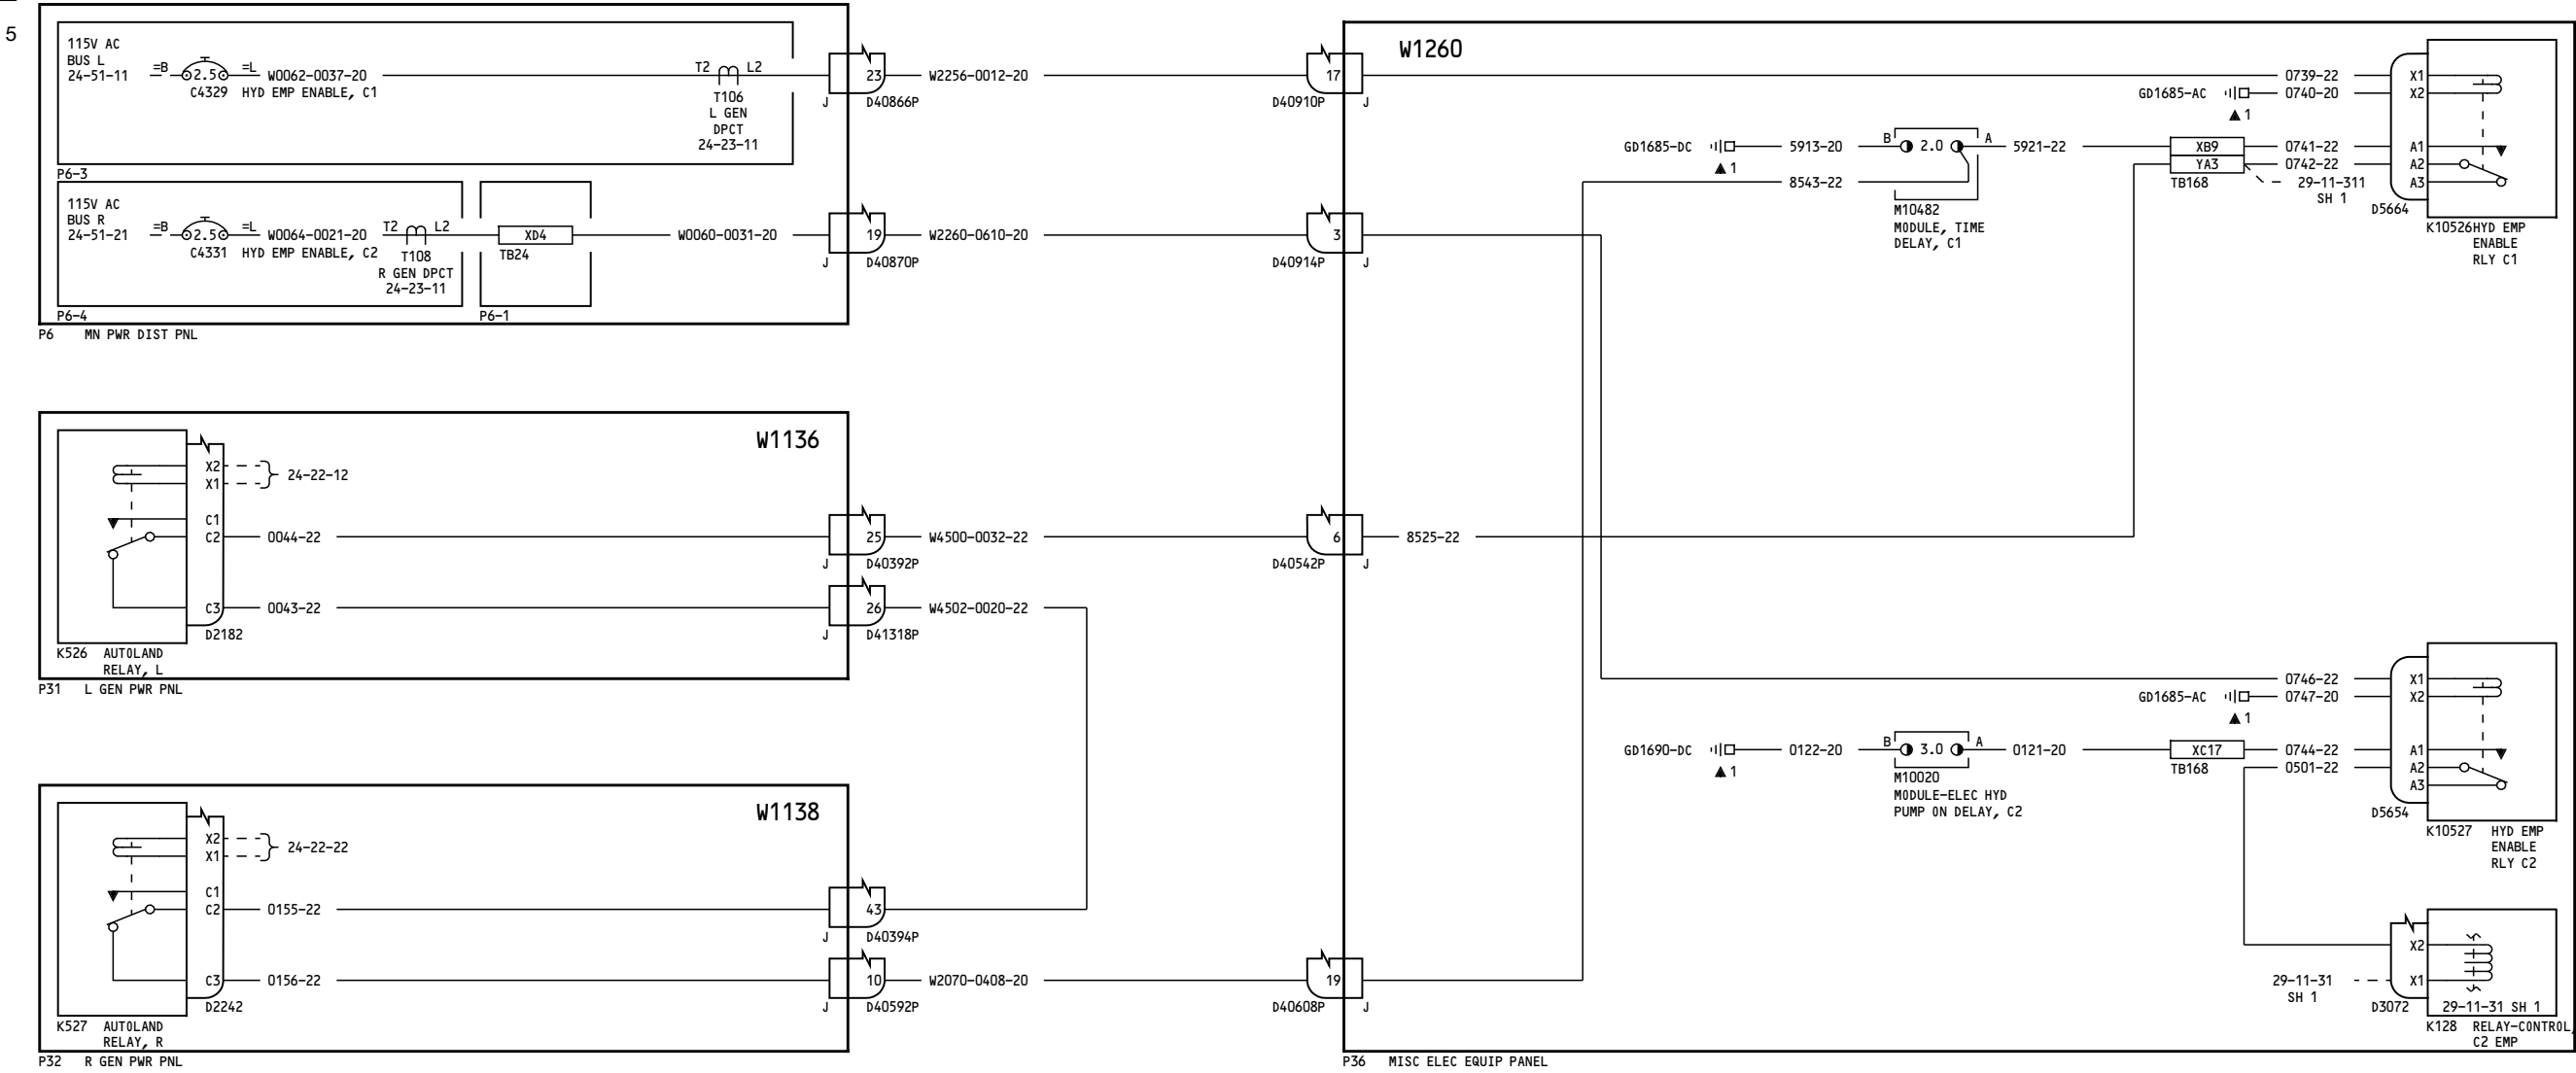 5
115V AC
BUS L
24-51-11
=B
2.5
=L
W0062-0037-20
C4329
HYD EMP ENABLE, C1
T2
L2
T106
L GEN
DPCT
24-23-11
P6-3
23
J
D40866P
W2256-0012-20
115V AC
BUS R
24-51-21
=B
2.5
=L
W0064-0021-20
C4331
HYD EMP ENABLE, C2
T2
L2
T108
R GEN DPCT
24-23-11
P6-4
XD4
TB24
P6-1
W0060-0031-20
19
J
D40870P
W2260-0610-20
P6
MN PWR DIST PNL
W1136
X2
X1
24-22-12
C1
C2
0044-22
25
J
D40392P
W4500-0032-22
C3
0043-22
26
J
D41318P
W4502-0020-22
D2182
K526
AUTOLAND
RELAY, L
P31
L GEN PWR PNL
W1138
X2
X1
24-22-22
C1
C2
0155-22
43
J
D40394P
C3
0156-22
10
J
D40592P
W2070-0408-20
D2242
K527
AUTOLAND
RELAY, R
P32
R GEN PWR PNL
W1260
17
D40910P
J
0739-22
X1
GD1685-AC
0740-20
X2
1
GD1685-DC
1
5913-20
B
2.0
A
5921-22
XB9
0741-22
A1
YA3
0742-22
A2
TB168
29-11-311
SH 1
A3
D5664
8543-22
M10482
MODULE, TIME
DELAY, C1
K10526
HYD EMP
ENABLE
RLY C1
3
D40914P
J
6
D40542P
J
8525-22
0746-22
X1
GD1685-AC
0747-20
X2
1
GD1690-DC
1
0122-20
B
3.0
A
0121-20
XC17
TB168
0744-22
A1
0501-22
A2
A3
D5654
M10020
MODULE-ELEC HYD
PUMP ON DELAY, C2
K10527
HYD EMP
ENABLE
RLY C2
19
D40608P
J
X2
29-11-31
SH 1
X1
D3072
29-11-31 SH 1
K128
RELAY-CONTROL,
C2 EMP
P36
MISC ELEC EQUIP PANEL